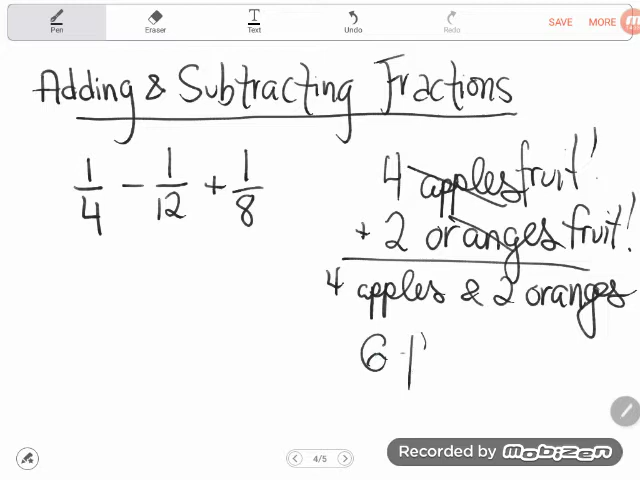 Pen Eraser Text Undo Redo SAVE MORE
Adding & Subtracting Fractions
1/4 - 1/12 + 1/8
4 apples fruit!
+ 2 oranges fruit!
4 apples & 2 oranges
6
4/5
Recorded by mobizen